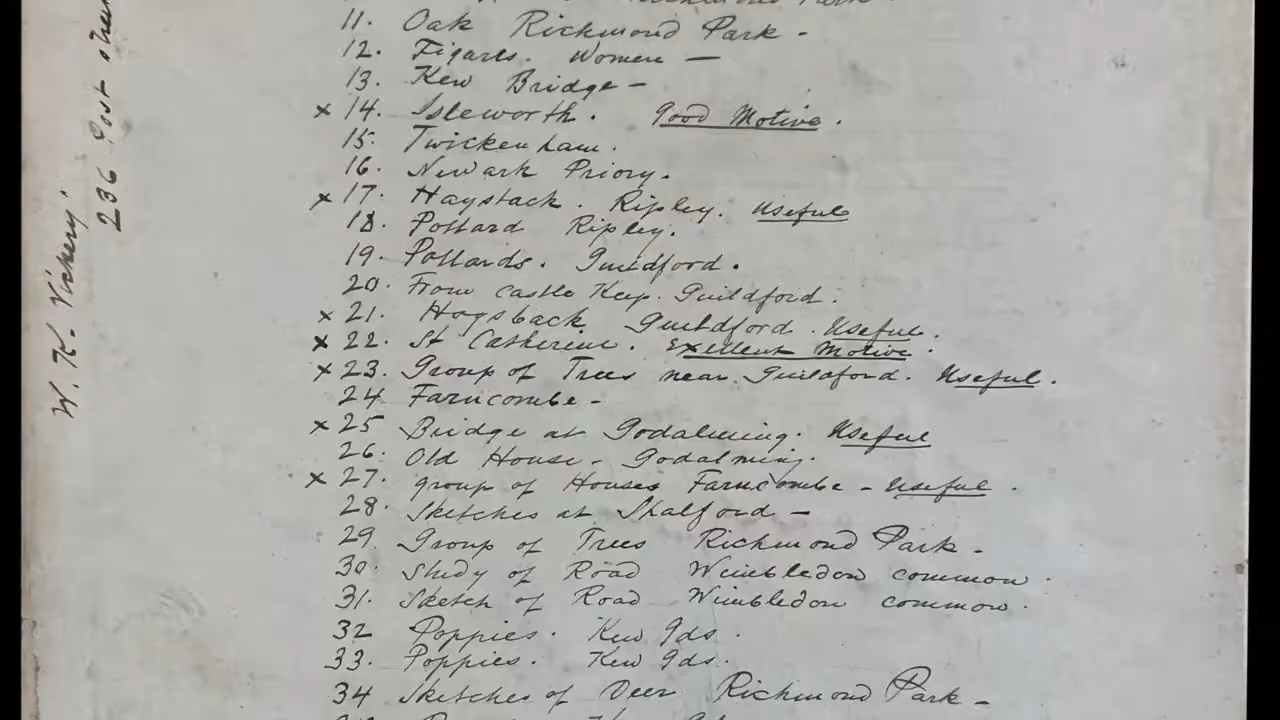 Richmond Park.
11. Oak Richmond Park -
12. Figures. Women —
13. Kew Bridge -
x 14. Isleworth. Good Motive.
15. Twickenham.
16. Newark Priory.
x 17. Haystack. Ripley. Useful
18. Pollard Ripley.
19. Pollards. Guildford.
20. From Castle Keep. Guildford.
x 21. Hogsback Guildford. Useful.
x 22. St Catherine. Exellent Motive.
x 23. Group of Trees near Guildford. Useful.
24 Farncombe -
x 25 Bridge at Godalming. Useful
26. Old House - Godalming.
x 27. group of Houses Farncombe - Useful.
28. Sketches at Shalford -
29 Group of Trees Richmond Park -
30. Study of Road Wimbledon common.
31. Sketch of Road Wimbledon common.
32 Poppies. Kew Gds.
33. Poppies. Kew Gds.
34 Sketches of Deer Richmond Park -
W. K. Vickery
236 Post